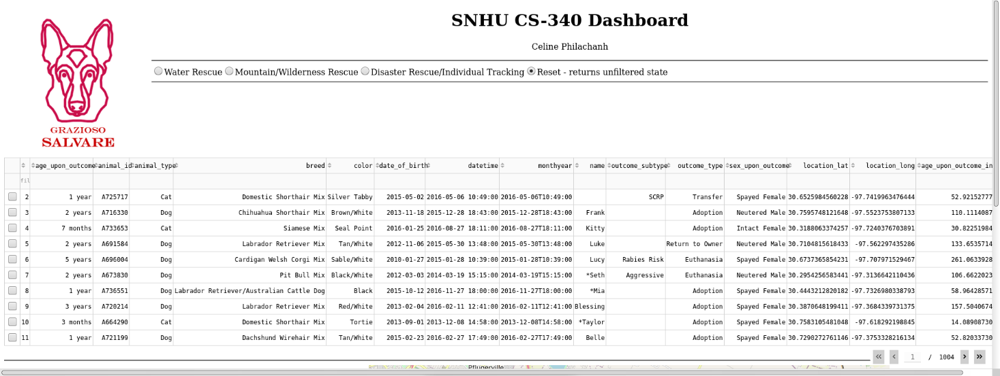 SNHU CS-340 Dashboard
Celine Philachanh
Water Rescue Mountain/Wilderness Rescue Disaster Rescue/Individual Tracking Reset - returns unfiltered state
GRAZIOSO
SALVARE
age_upon_outcome animal_id animal_type breed color date_of_birth datetime monthyear name outcome_subtype outcome_type sex_upon_outcome location_lat location_long age_upon_outcome_in
fil
2 1 year A725717 Cat Domestic Shorthair Mix Silver Tabby 2015-05-02 2016-05-06 10:49:00 2016-05-06T10:49:00 SCRP Transfer Spayed Female 30.6525984560228 -97.7419963476444 52.92152777
3 2 years A716330 Dog Chihuahua Shorthair Mix Brown/White 2013-11-18 2015-12-28 18:43:00 2015-12-28T18:43:00 Frank Adoption Neutered Male 30.7595748121648 -97.5523753807133 110.1114087
4 7 months A733653 Cat Siamese Mix Seal Point 2016-01-25 2016-08-27 18:11:00 2016-08-27T18:11:00 Kitty Adoption Intact Female 30.3188063374257 -97.7240376703891 30.82251984
5 2 years A691584 Dog Labrador Retriever Mix Tan/White 2012-11-06 2015-05-30 13:48:00 2015-05-30T13:48:00 Luke Return to Owner Neutered Male 30.7104815618433 -97.562297435286 133.6535714
6 5 years A696004 Dog Cardigan Welsh Corgi Mix Sable/White 2010-01-27 2015-01-28 10:39:00 2015-01-28T10:39:00 Lucy Rabies Risk Euthanasia Spayed Female 30.6737365854231 -97.707971529467 261.0633928
7 2 years A673830 Dog Pit Bull Mix Black/White 2012-03-03 2014-03-19 15:15:00 2014-03-19T15:15:00 *Seth Aggressive Euthanasia Neutered Male 30.2954256583441 -97.3136642110436 106.6622023
8 1 year A736551 Dog Labrador Retriever/Australian Cattle Dog Black 2015-10-12 2016-11-27 18:00:00 2016-11-27T18:00:00 *Mia Adoption Spayed Female 30.4443212820182 -97.7326980338793 58.96428571
9 3 years A720214 Dog Labrador Retriever Mix Red/White 2013-02-04 2016-02-11 12:41:00 2016-02-11T12:41:00 Blessing Adoption Spayed Female 30.3870648199411 -97.3684339731375 157.5040674
10 3 months A664290 Cat Domestic Shorthair Mix Tortie 2013-09-01 2013-12-08 14:58:00 2013-12-08T14:58:00 *Taylor Adoption Spayed Female 30.7583105481048 -97.618292198845 14.08908730
11 1 year A721199 Dog Dachshund Wirehair Mix Tan/White 2015-02-23 2016-02-27 17:49:00 2016-02-27T17:49:00 Belle Adoption Spayed Female 30.7290272761146 -97.3753328216134 52.82033730
1 / 1004
Pflugerville